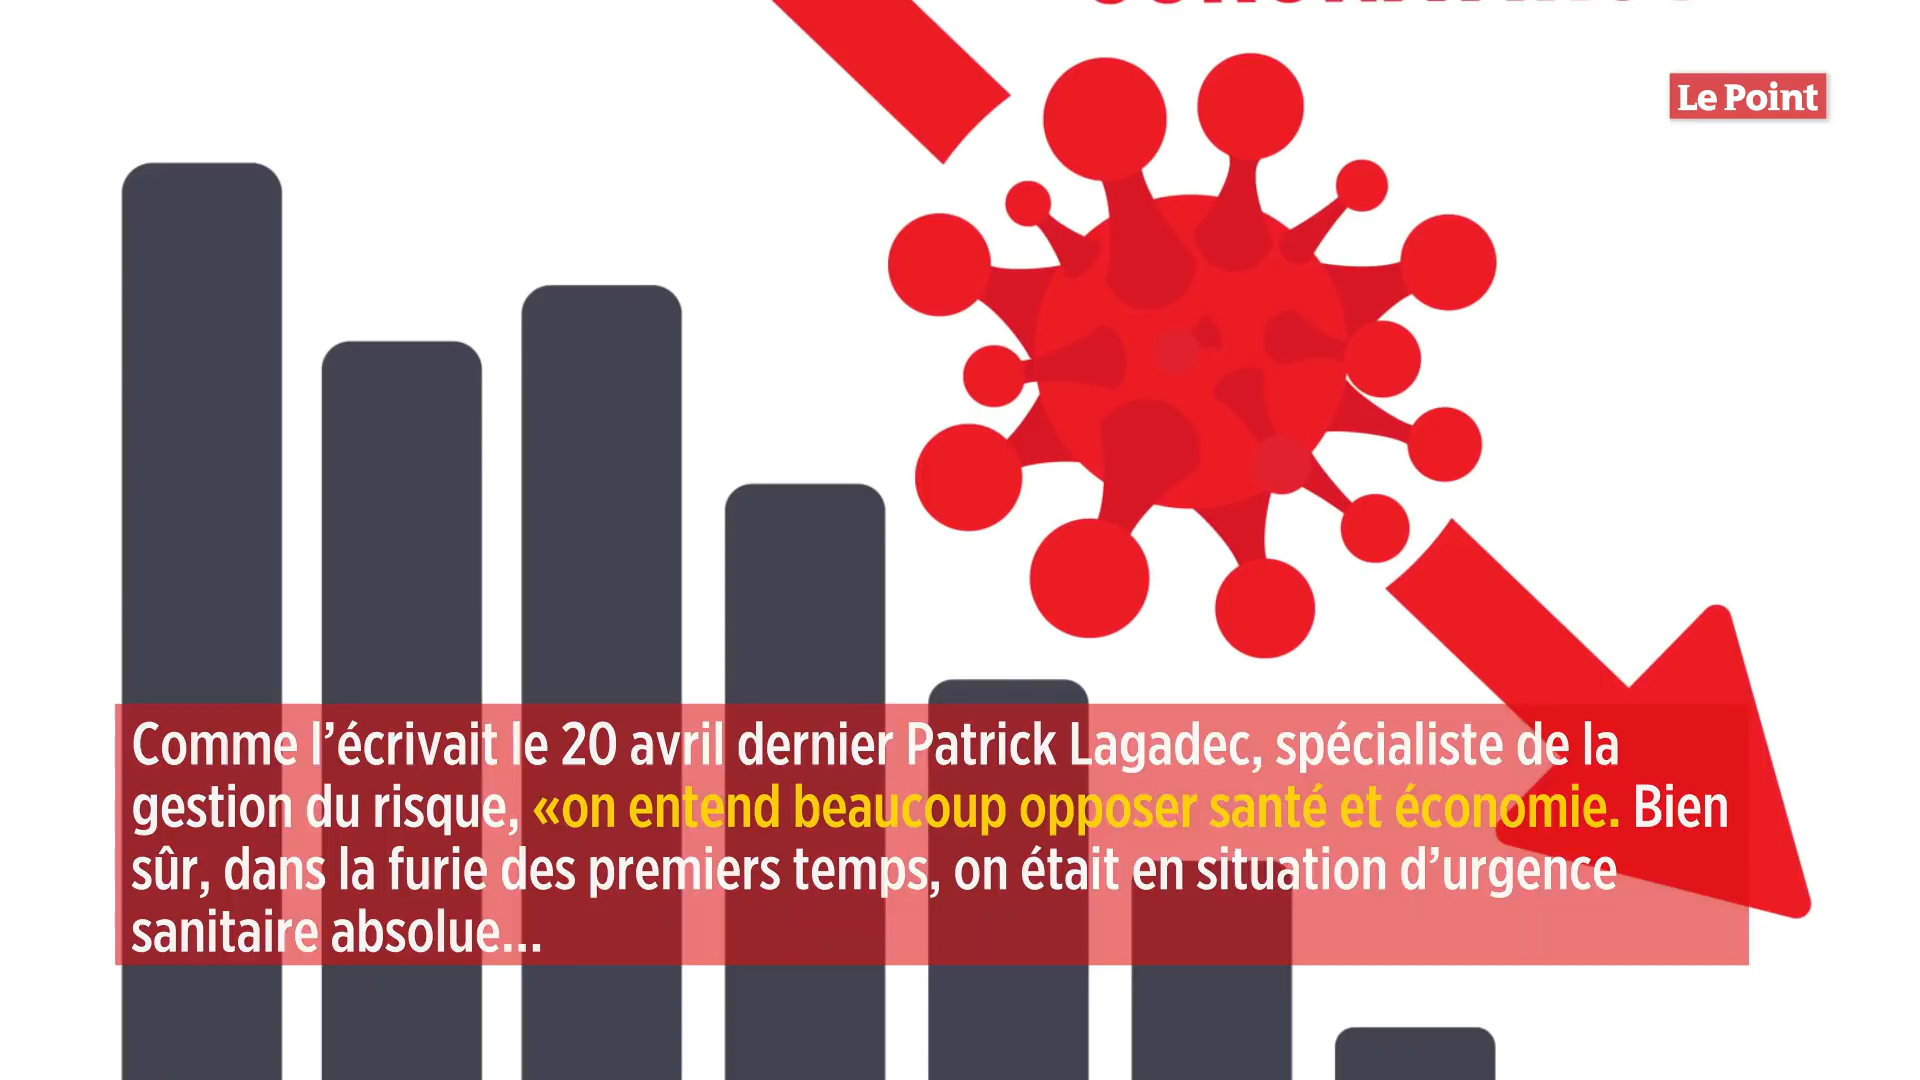 Le Point
Comme l’écrivait le 20 avril dernier Patrick Lagadec, spécialiste de la
gestion du risque, «on entend beaucoup opposer santé et économie. Bien
sûr, dans la furie des premiers temps, on était en situation d’urgence
sanitaire absolue...